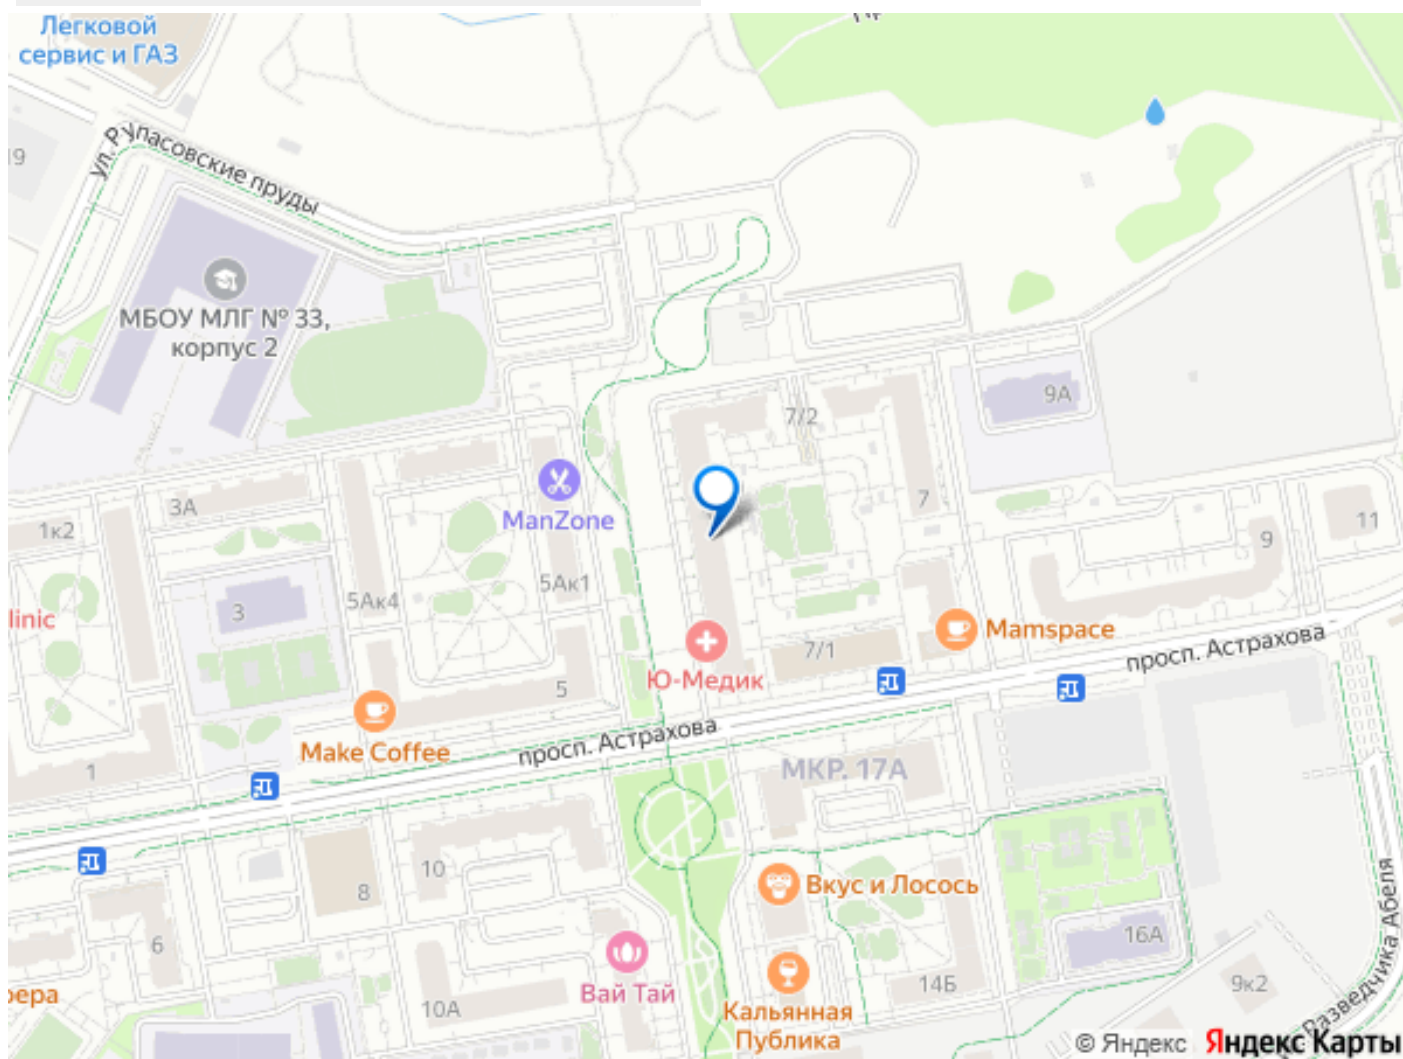 Легковой
сервис и ГАЗ
19
ул. Рупасовские пруды
МБОУ МЛГ № 33,
корпус 2
7/2
9А
3А
1к2
ManZone
7
11
9
5Ак1
5Ак4
3
linic
Mamspace
7/1
Ю-Медик
просп. Астрахова
5
Make Coffee
просп. Астрахова
1
МКР. 17А
10
8
Вкус и Лосось
6
16А
Вай Тай
14Б
9к2
ера
10А
Кальянная
Публика
Разведчика Абеля
© Яндекс Яндекс Карты